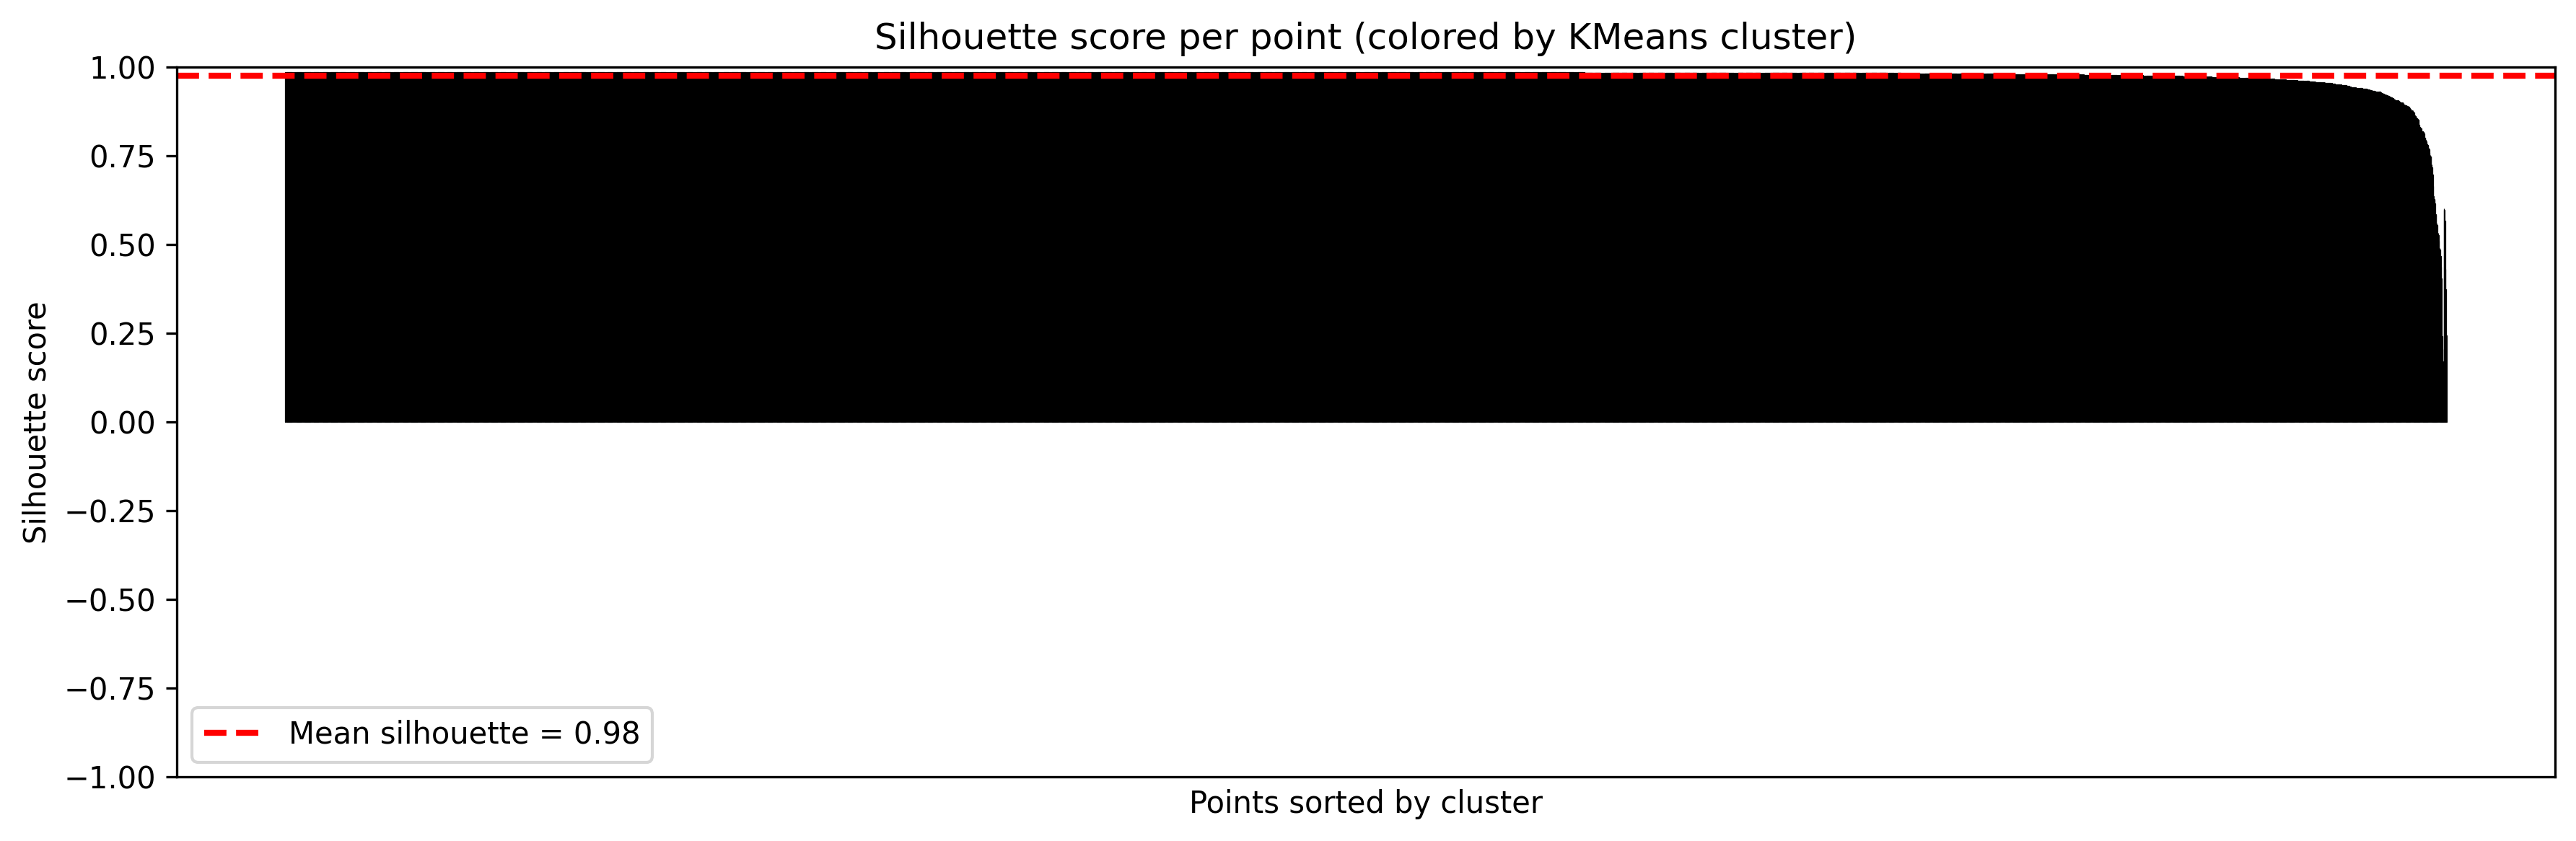 Silhouette score per point (colored by KMeans cluster)
1.00
0.75
0.50
0.25
0.00
−0.25
−0.50
−0.75
−1.00
Silhouette score
Mean silhouette = 0.98
Points sorted by cluster